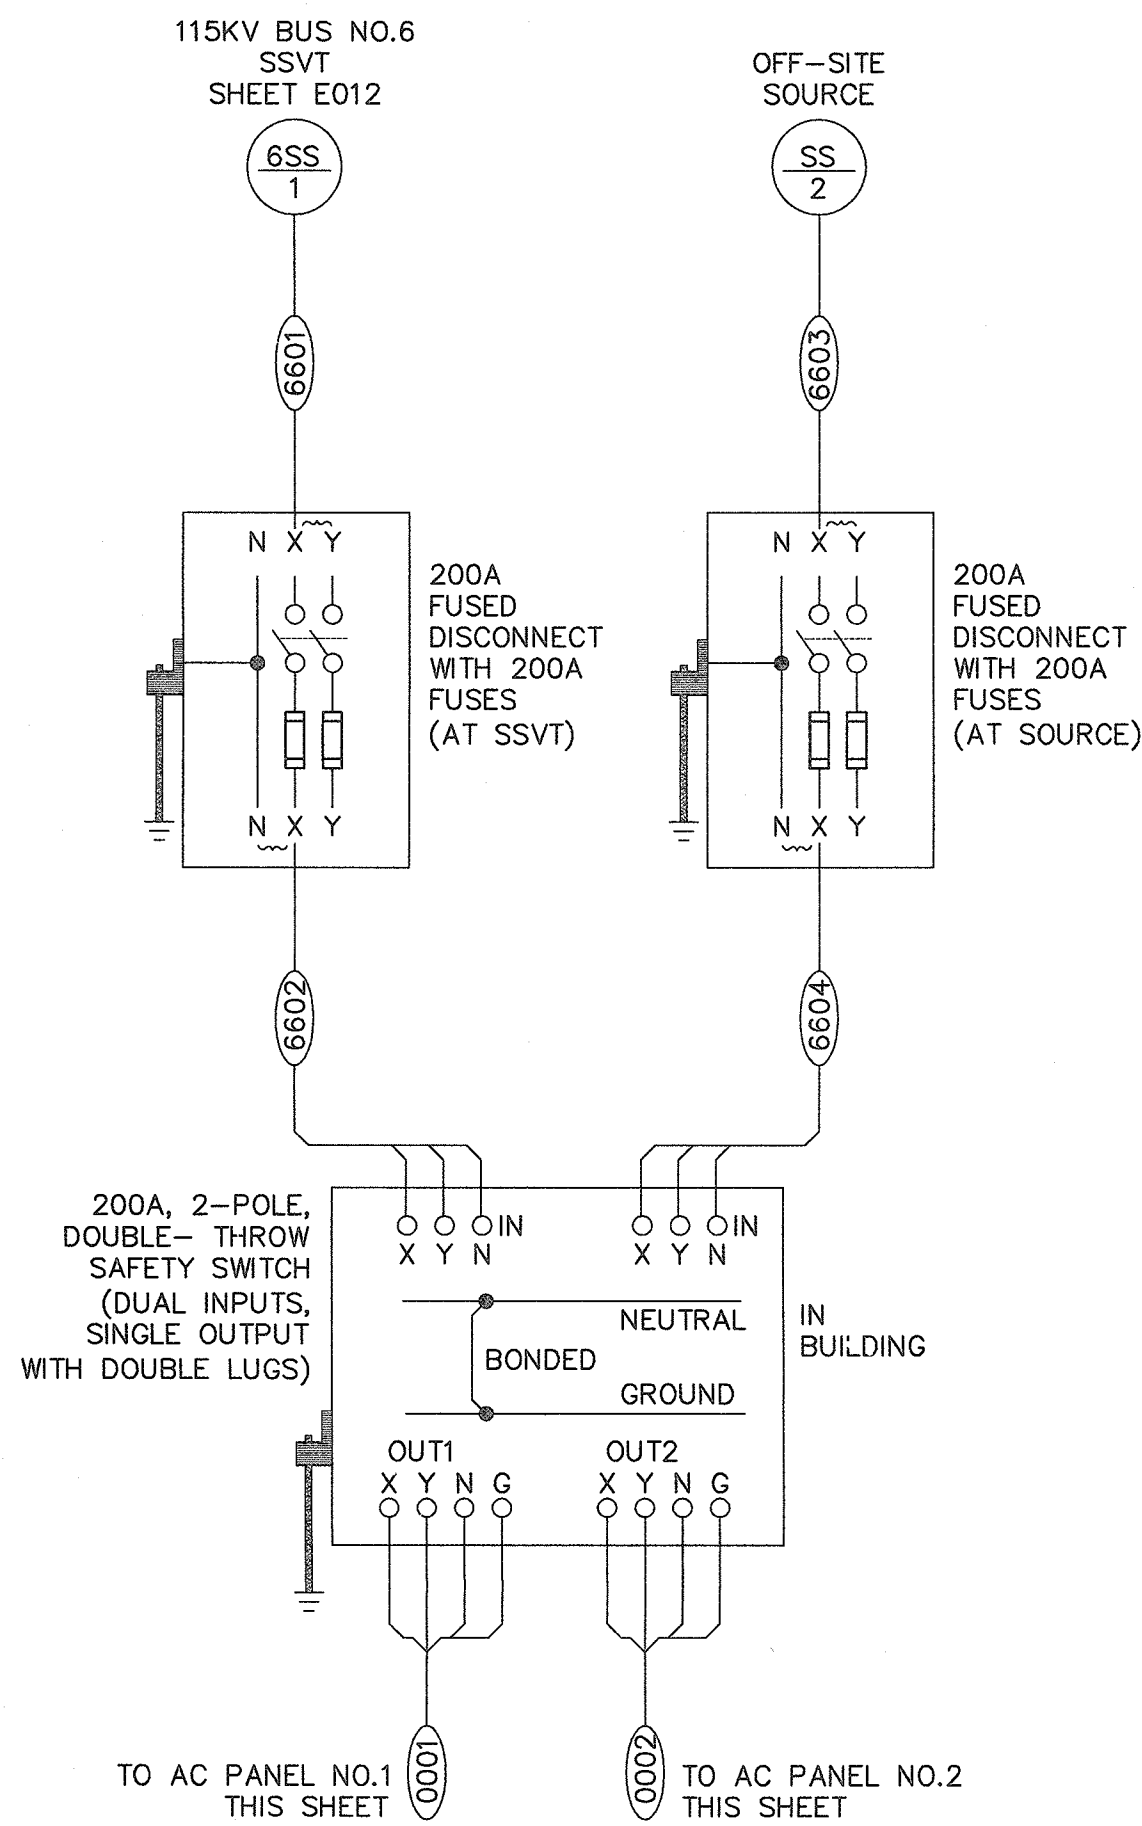 115KV BUS NO.6
SSVT
SHEET E012
6SS
1
OFF-SITE
SOURCE
SS
2
6601
6603
N X Y
200A
FUSED
DISCONNECT
WITH 200A
FUSES
(AT SSVT)
N X Y
N X Y
200A
FUSED
DISCONNECT
WITH 200A
FUSES
(AT SOURCE)
N X Y
6602
6604
200A, 2-POLE,
DOUBLE- THROW
SAFETY SWITCH
(DUAL INPUTS,
SINGLE OUTPUT
WITH DOUBLE LUGS)
IN
X Y N
IN
X Y N
NEUTRAL
BONDED
GROUND
IN
BUILDING
OUT1
X Y N G
OUT2
X Y N G
0001
TO AC PANEL NO.1
THIS SHEET
0002
TO AC PANEL NO.2
THIS SHEET